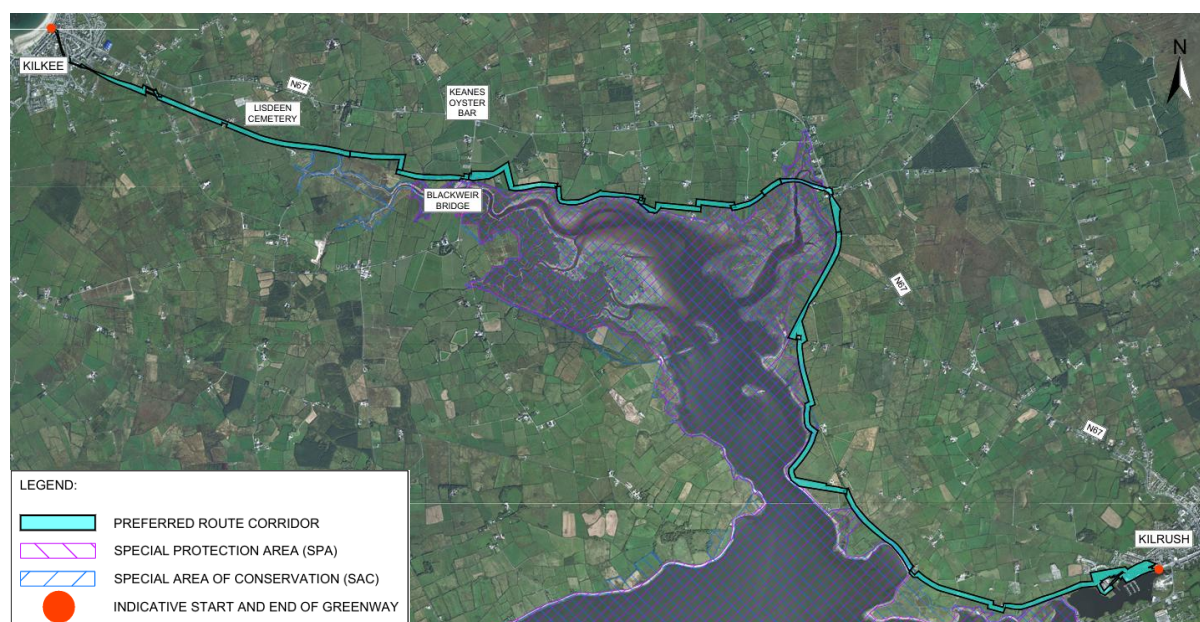 KILKEE
N67
LISDEEN
CEMETERY
KEANES
OYSTER
BAR
N
BLACKWEIR
BRIDGE
N67
N67
KILRUSH
LEGEND:
PREFERRED ROUTE CORRIDOR
SPECIAL PROTECTION AREA (SPA)
SPECIAL AREA OF CONSERVATION (SAC)
INDICATIVE START AND END OF GREENWAY